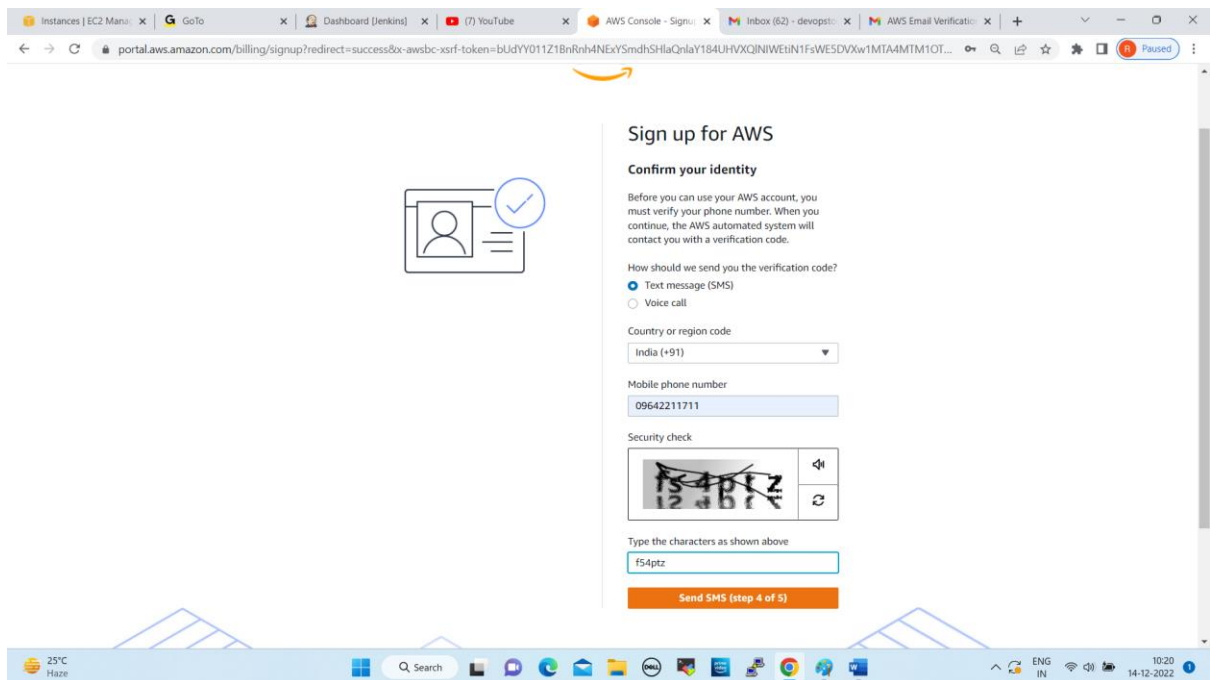 Instances | EC2 Manag
GoTo
Dashboard [Jenkins]
(7) YouTube
AWS Console - Signup
Inbox (62) - devopsto
AWS Email Verificatio
portal.aws.amazon.com/billing/signup?redirect=success&x-awsbc-xsrf-token=
Paused
Sign up for AWS
Confirm your identity
Before you can use your AWS account, you
must verify your phone number. When you
continue, the AWS automated system will
contact you with a verification code.
How should we send you the verification code?
Text message (SMS)
Voice call
Country or region code
India (+91)
Mobile phone number
09642211711
Security check
Type the characters as shown above
f54ptz
Send SMS (step 4 of 5)
25°C
Haze
Search
ENG
IN
10:20
14-12-2022